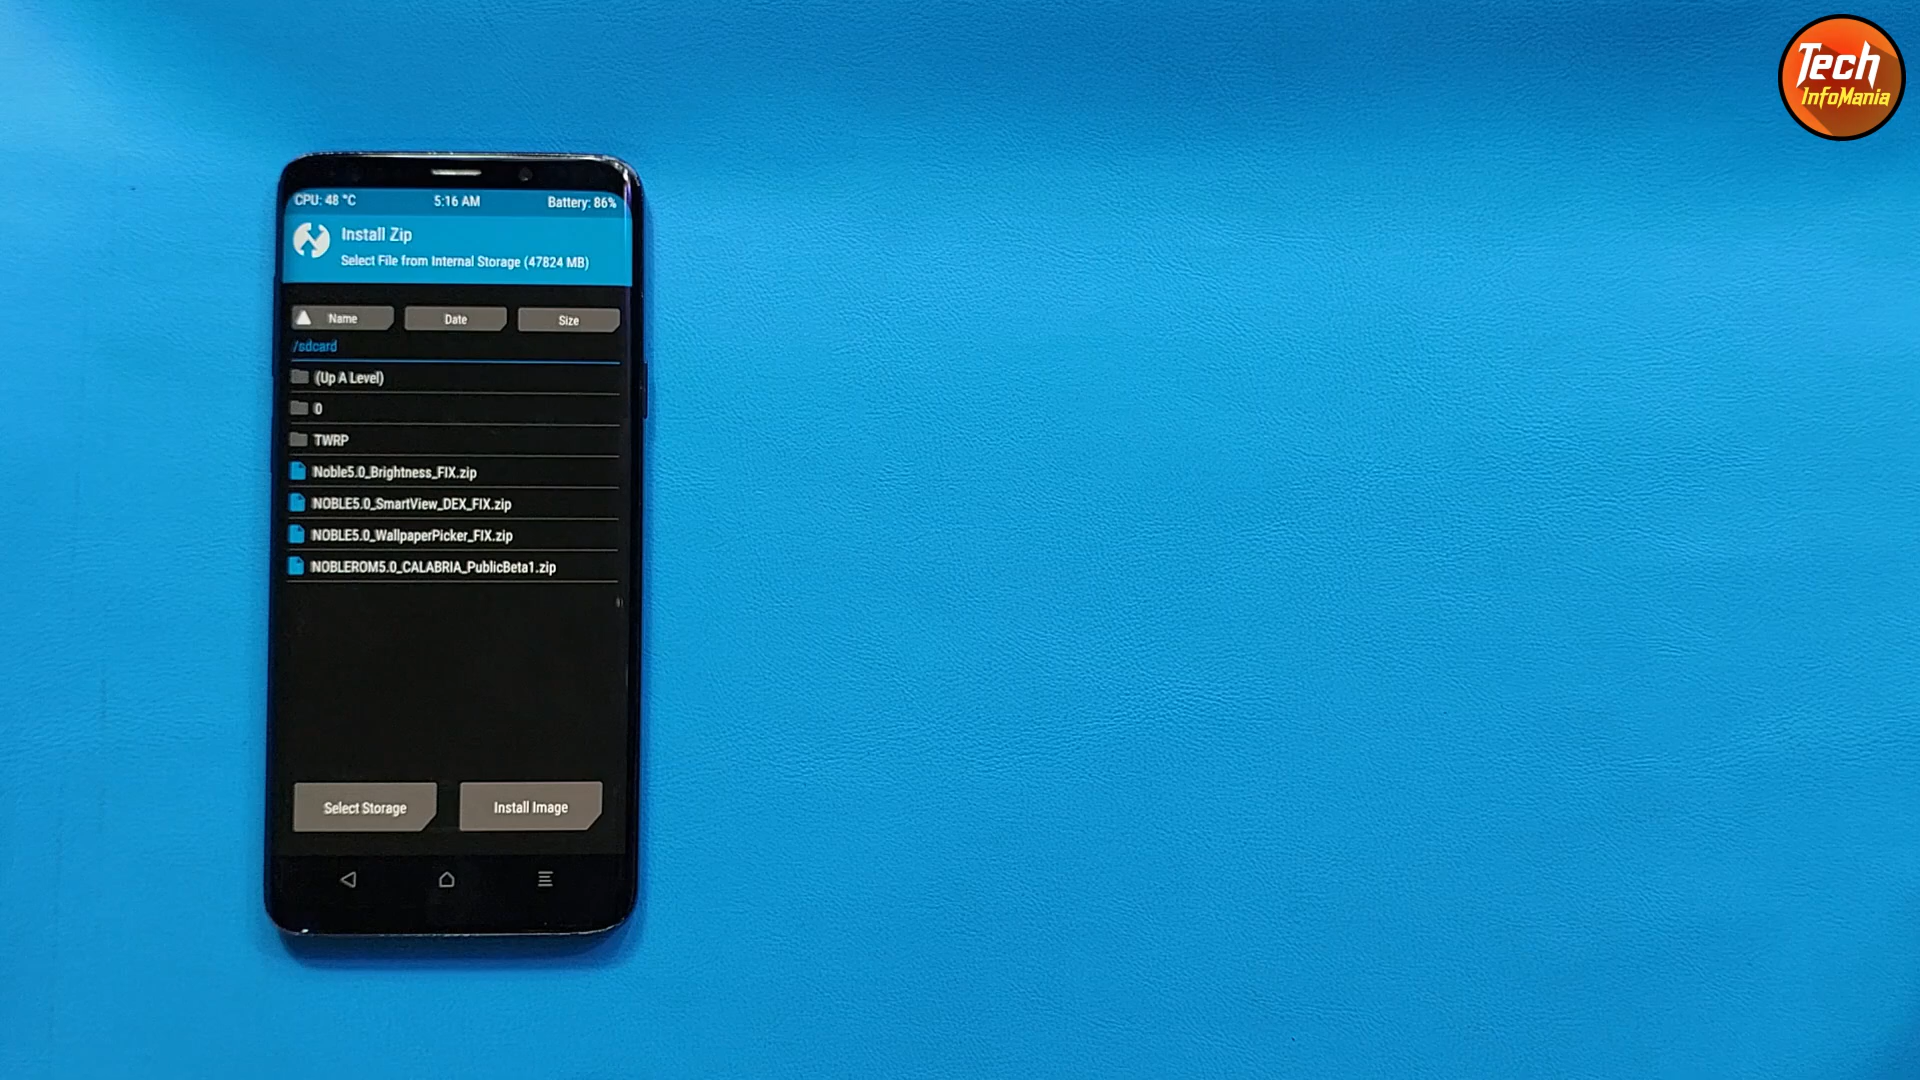 Tech
InfoMania
CPU: 48 °C 5:16 AM Battery: 86%
Install Zip
Select File from Internal Storage (47824 MB)
Name Date Size
/sdcard
(Up A Level)
0
TWRP
Noble5.0_Brightness_FIX.zip
NOBLE5.0_SmartView_DEX_FIX.zip
NOBLE5.0_WallpaperPicker_FIX.zip
NOBLEROM5.0_CALABRIA_PublicBeta1.zip
Select Storage Install Image